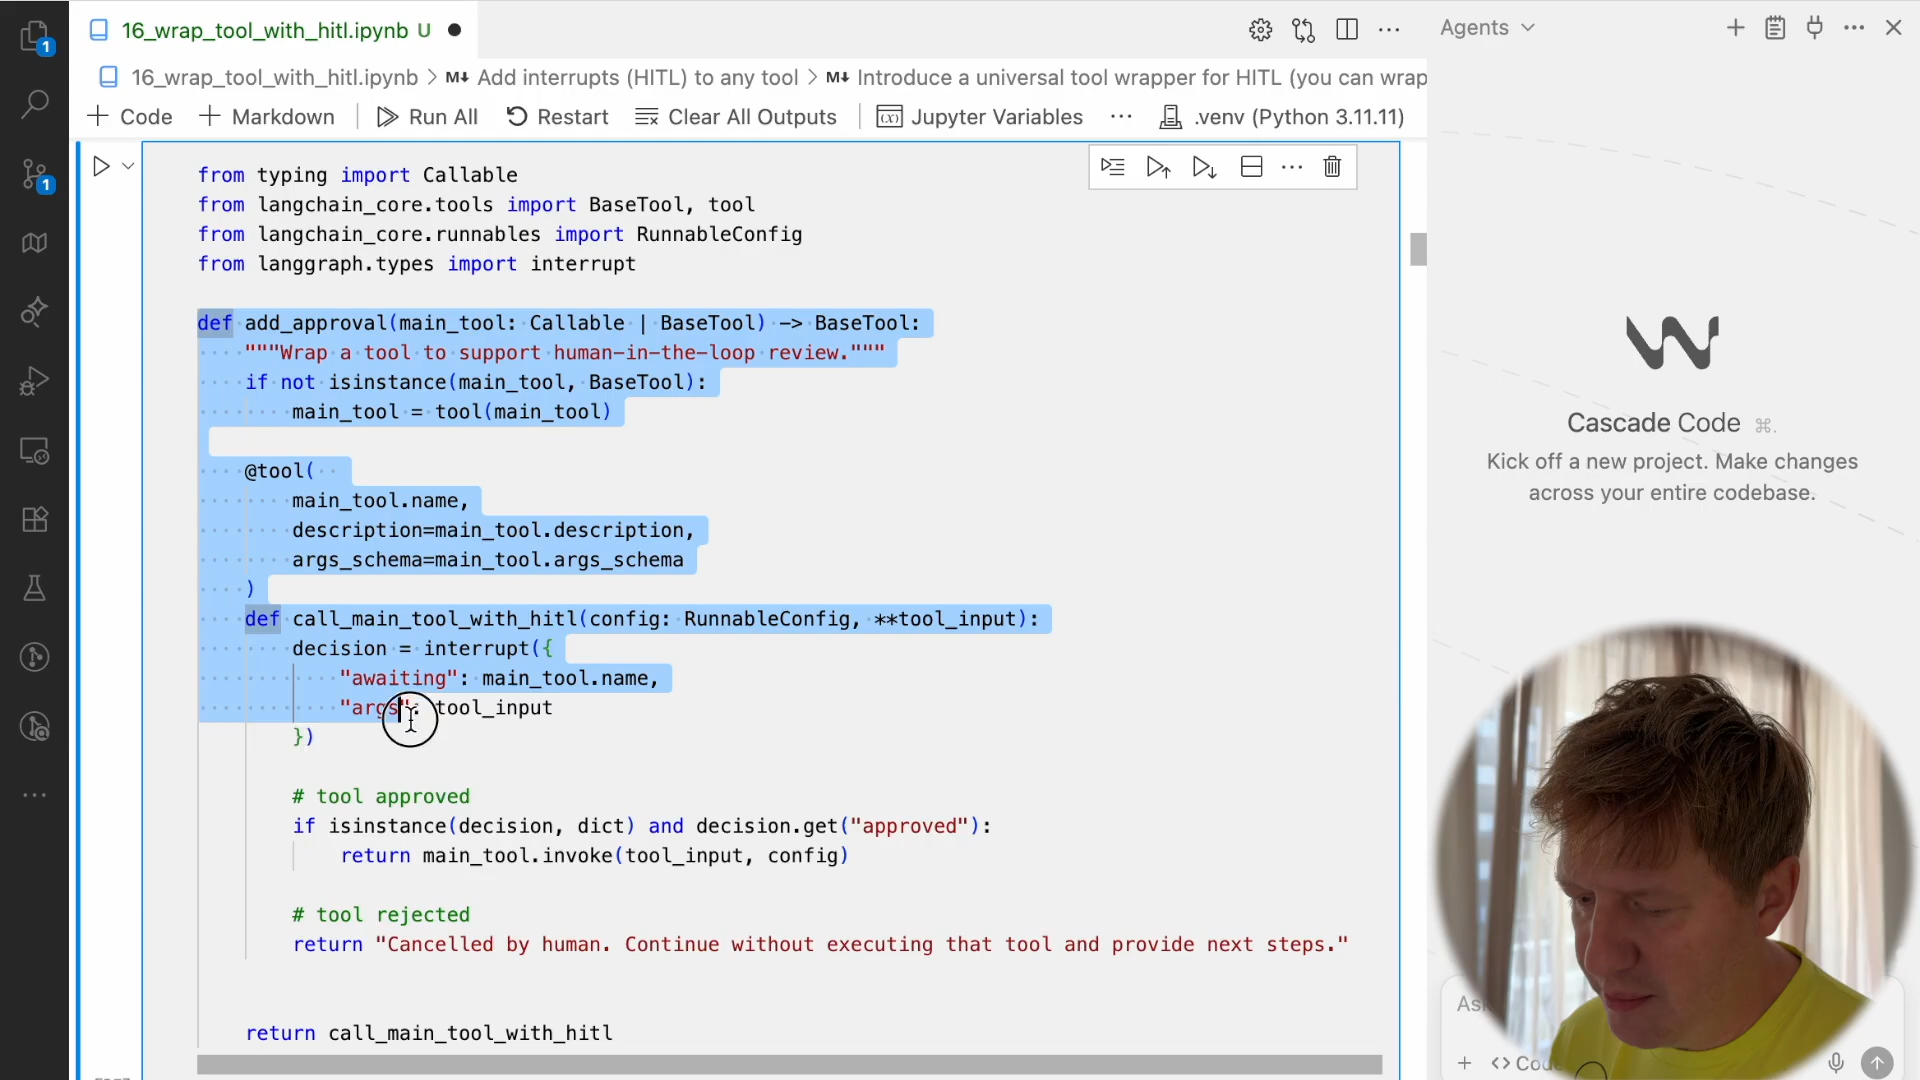 16_wrap_tool_with_hitl.ipynb U
Agents
16_wrap_tool_with_hitl.ipynb > M↓ Add interrupts (HITL) to any tool > M↓ Introduce a universal tool wrapper for HITL (you can wrap
Code Markdown Run All Restart Clear All Outputs Jupyter Variables ... .venv (Python 3.11.11)
1
1
from typing import Callable
from langchain_core.tools import BaseTool, tool
from langchain_core.runnables import RunnableConfig
from langgraph.types import interrupt
def add_approval(main_tool: Callable | BaseTool) -> BaseTool:
"""Wrap a tool to support human-in-the-loop review."""
if not isinstance(main_tool, BaseTool):
main_tool = tool(main_tool)
@tool(
main_tool.name,
description=main_tool.description,
args_schema=main_tool.args_schema
)
def call_main_tool_with_hitl(config: RunnableConfig, **tool_input):
decision = interrupt({
"awaiting": main_tool.name,
"args": tool_input
})
# tool approved
if isinstance(decision, dict) and decision.get("approved"):
return main_tool.invoke(tool_input, config)
# tool rejected
return "Cancelled by human. Continue without executing that tool and provide next steps."
return call_main_tool_with_hitl
Cascade Code ⌘.
Kick off a new project. Make changes
across your entire codebase.